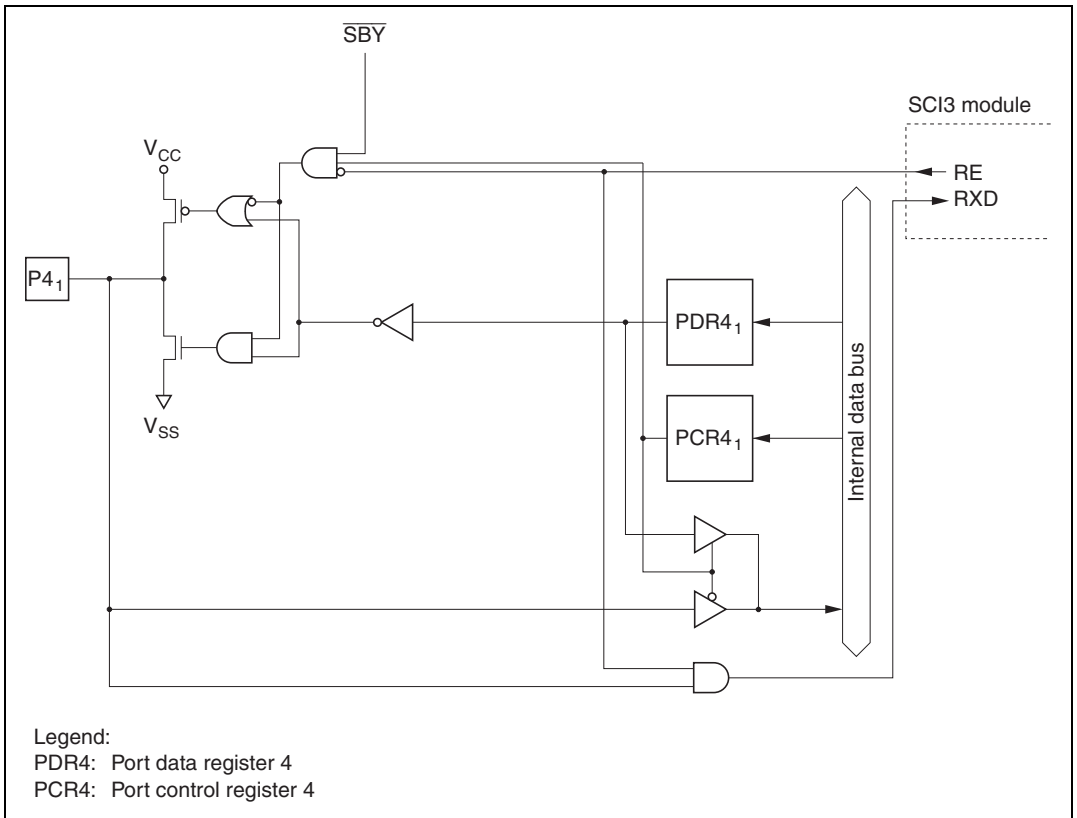 SBY
SCI3 module
VCC
RE
RXD
P41
PDR41
PCR41
Internal data bus
VSS
Legend:
PDR4: Port data register 4
PCR4: Port control register 4